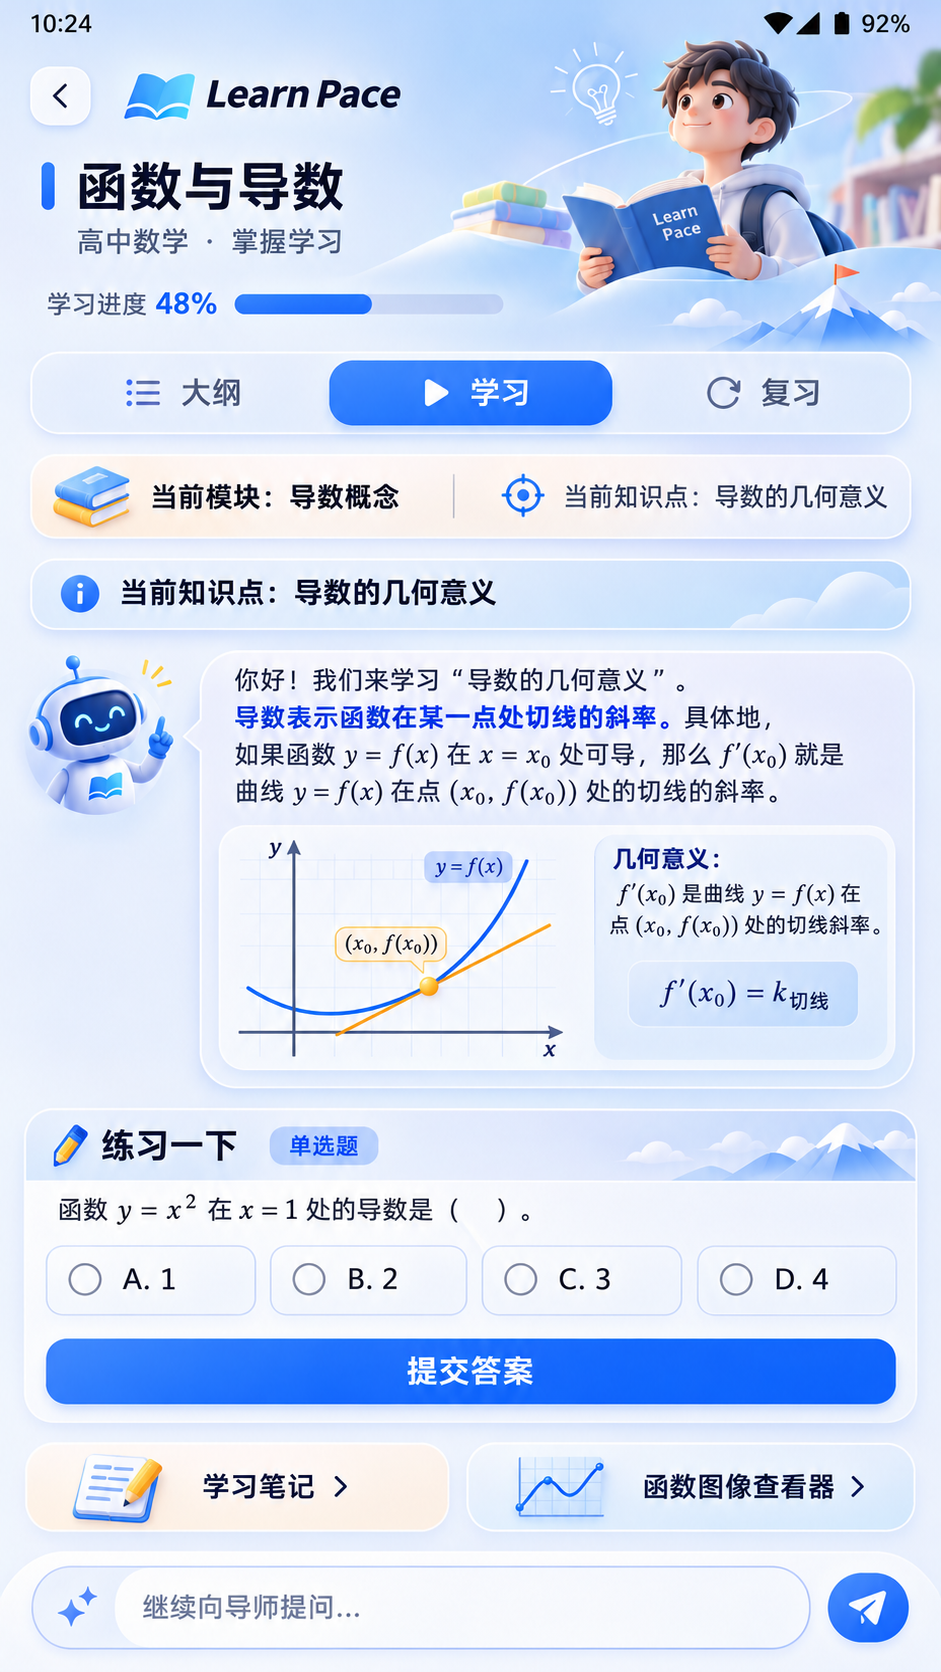 10:24
92%
Learn Pace
Learn
Pace
函数与导数
高中数学 · 掌握学习
学习进度 48%
大纲
学习
复习
当前模块：导数概念
当前知识点：导数的几何意义
当前知识点：导数的几何意义
你好！我们来学习“导数的几何意义”。
导数表示函数在某一点处切线的斜率。具体地，
如果函数 y = f(x) 在 x = x₀ 处可导，那么 f′(x₀) 就是
曲线 y = f(x) 在点 (x₀, f(x₀)) 处的切线的斜率。
y
y = f(x)
(x₀, f(x₀))
x
几何意义：
f′(x₀) 是曲线 y = f(x) 在
点 (x₀, f(x₀)) 处的切线斜率。
f′(x₀) = k切线
练习一下
单选题
函数 y = x² 在 x = 1 处的导数是（　）。
A. 1
B. 2
C. 3
D. 4
提交答案
学习笔记
函数图像查看器
继续向导师提问...